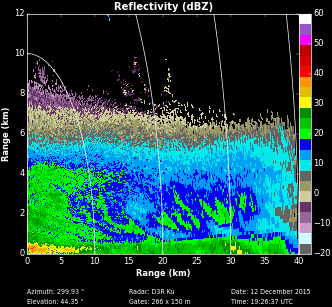 Reflectivity (dBZ)
12
10
8
6
4
2
0
Range (km)
0 5 10 15 20 25 30 35 40
Range (km)
60
50
40
30
20
10
0
−10
−20
Azimuth: 299.93 ° Radar: D3R Ku Date: 12 December 2015
Elevation: 44.35 ° Gates: 266 x 150 m Time: 19:26:37 UTC